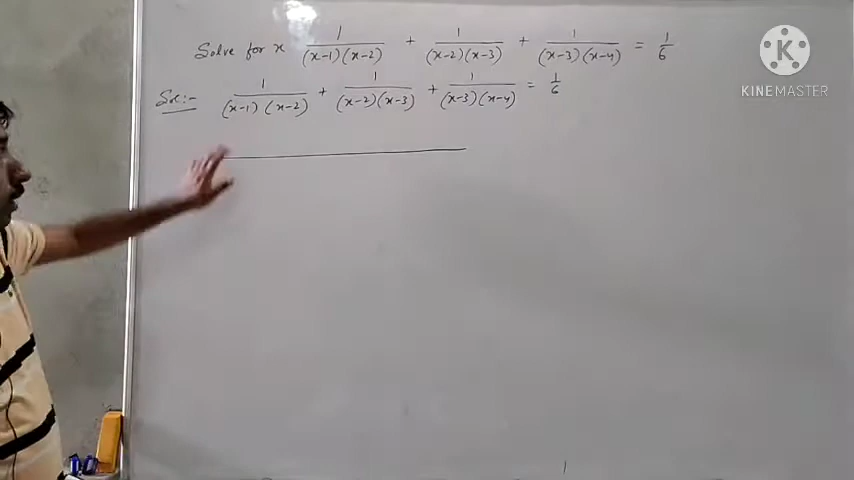 Solve for x 1/((x-1)(x-2)) + 1/((x-2)(x-3)) + 1/((x-3)(x-4)) = 1/6
Sol:- 1/((x-1)(x-2)) + 1/((x-2)(x-3)) + 1/((x-3)(x-4)) = 1/6
K
KINEMASTER